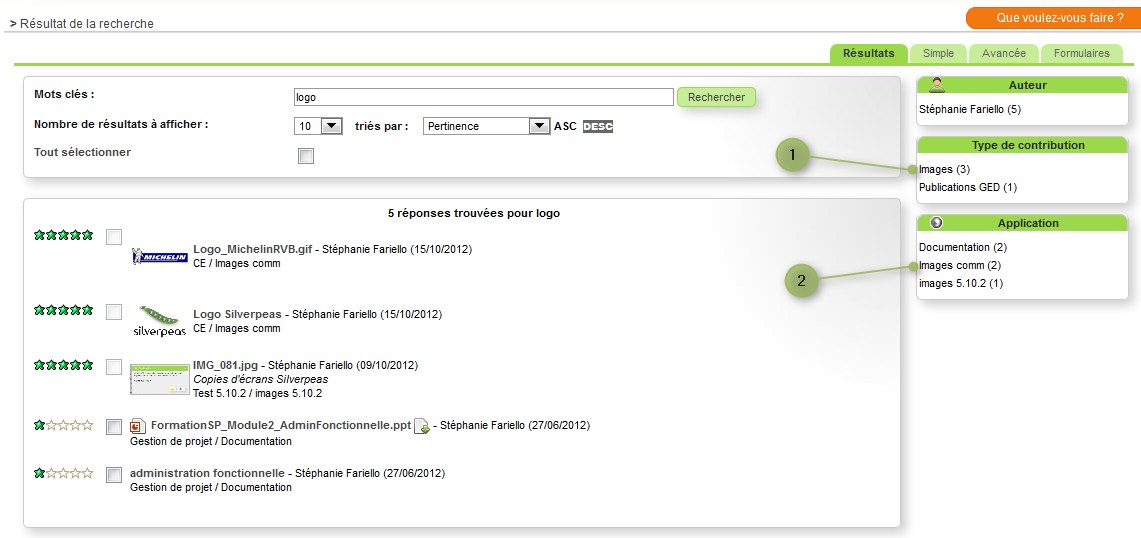 > Résultat de la recherche
Que voulez-vous faire ?
Résultats Simple Avancée Formulaires
Mots clés : logo Rechercher
Nombre de résultats à afficher : 10 triés par : Pertinence ASC DESC
Tout sélectionner
Auteur
Stéphanie Fariello (5)
Type de contribution
1
Images (3)
Publications GED (1)
Application
Documentation (2)
2
Images comm (2)
images 5.10.2 (1)
5 réponses trouvées pour logo
MICHELIN
Logo_MichelinRVB.gif - Stéphanie Fariello (15/10/2012)
CE / Images comm
silverpeas
Logo Silverpeas - Stéphanie Fariello (15/10/2012)
CE / Images comm
IMG_081.jpg - Stéphanie Fariello (09/10/2012)
Copies d'écrans Silverpeas
Test 5.10.2 / images 5.10.2
FormationSP_Module2_AdminFonctionnelle.ppt - Stéphanie Fariello (27/06/2012)
Gestion de projet / Documentation
administration fonctionnelle - Stéphanie Fariello (27/06/2012)
Gestion de projet / Documentation